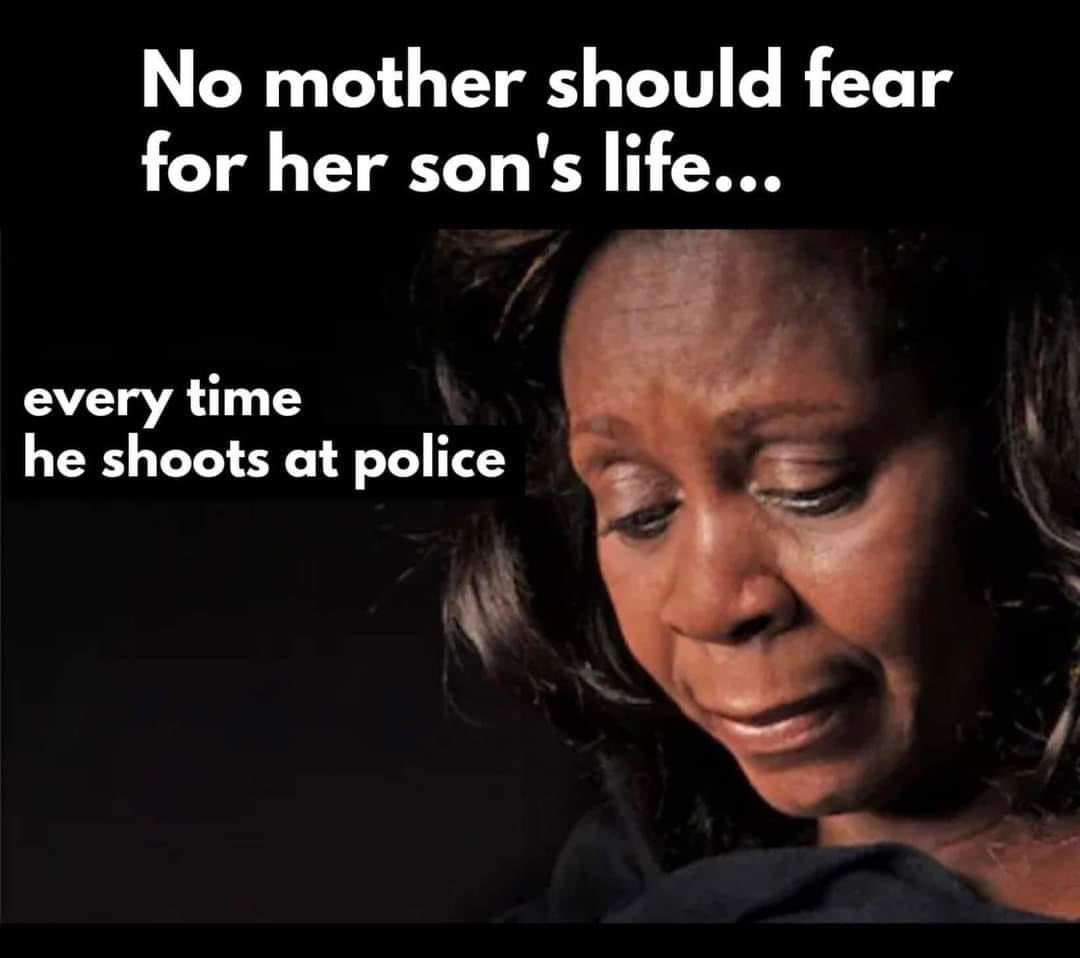 No mother should fear
for her son's life...
every time
he shoots at police